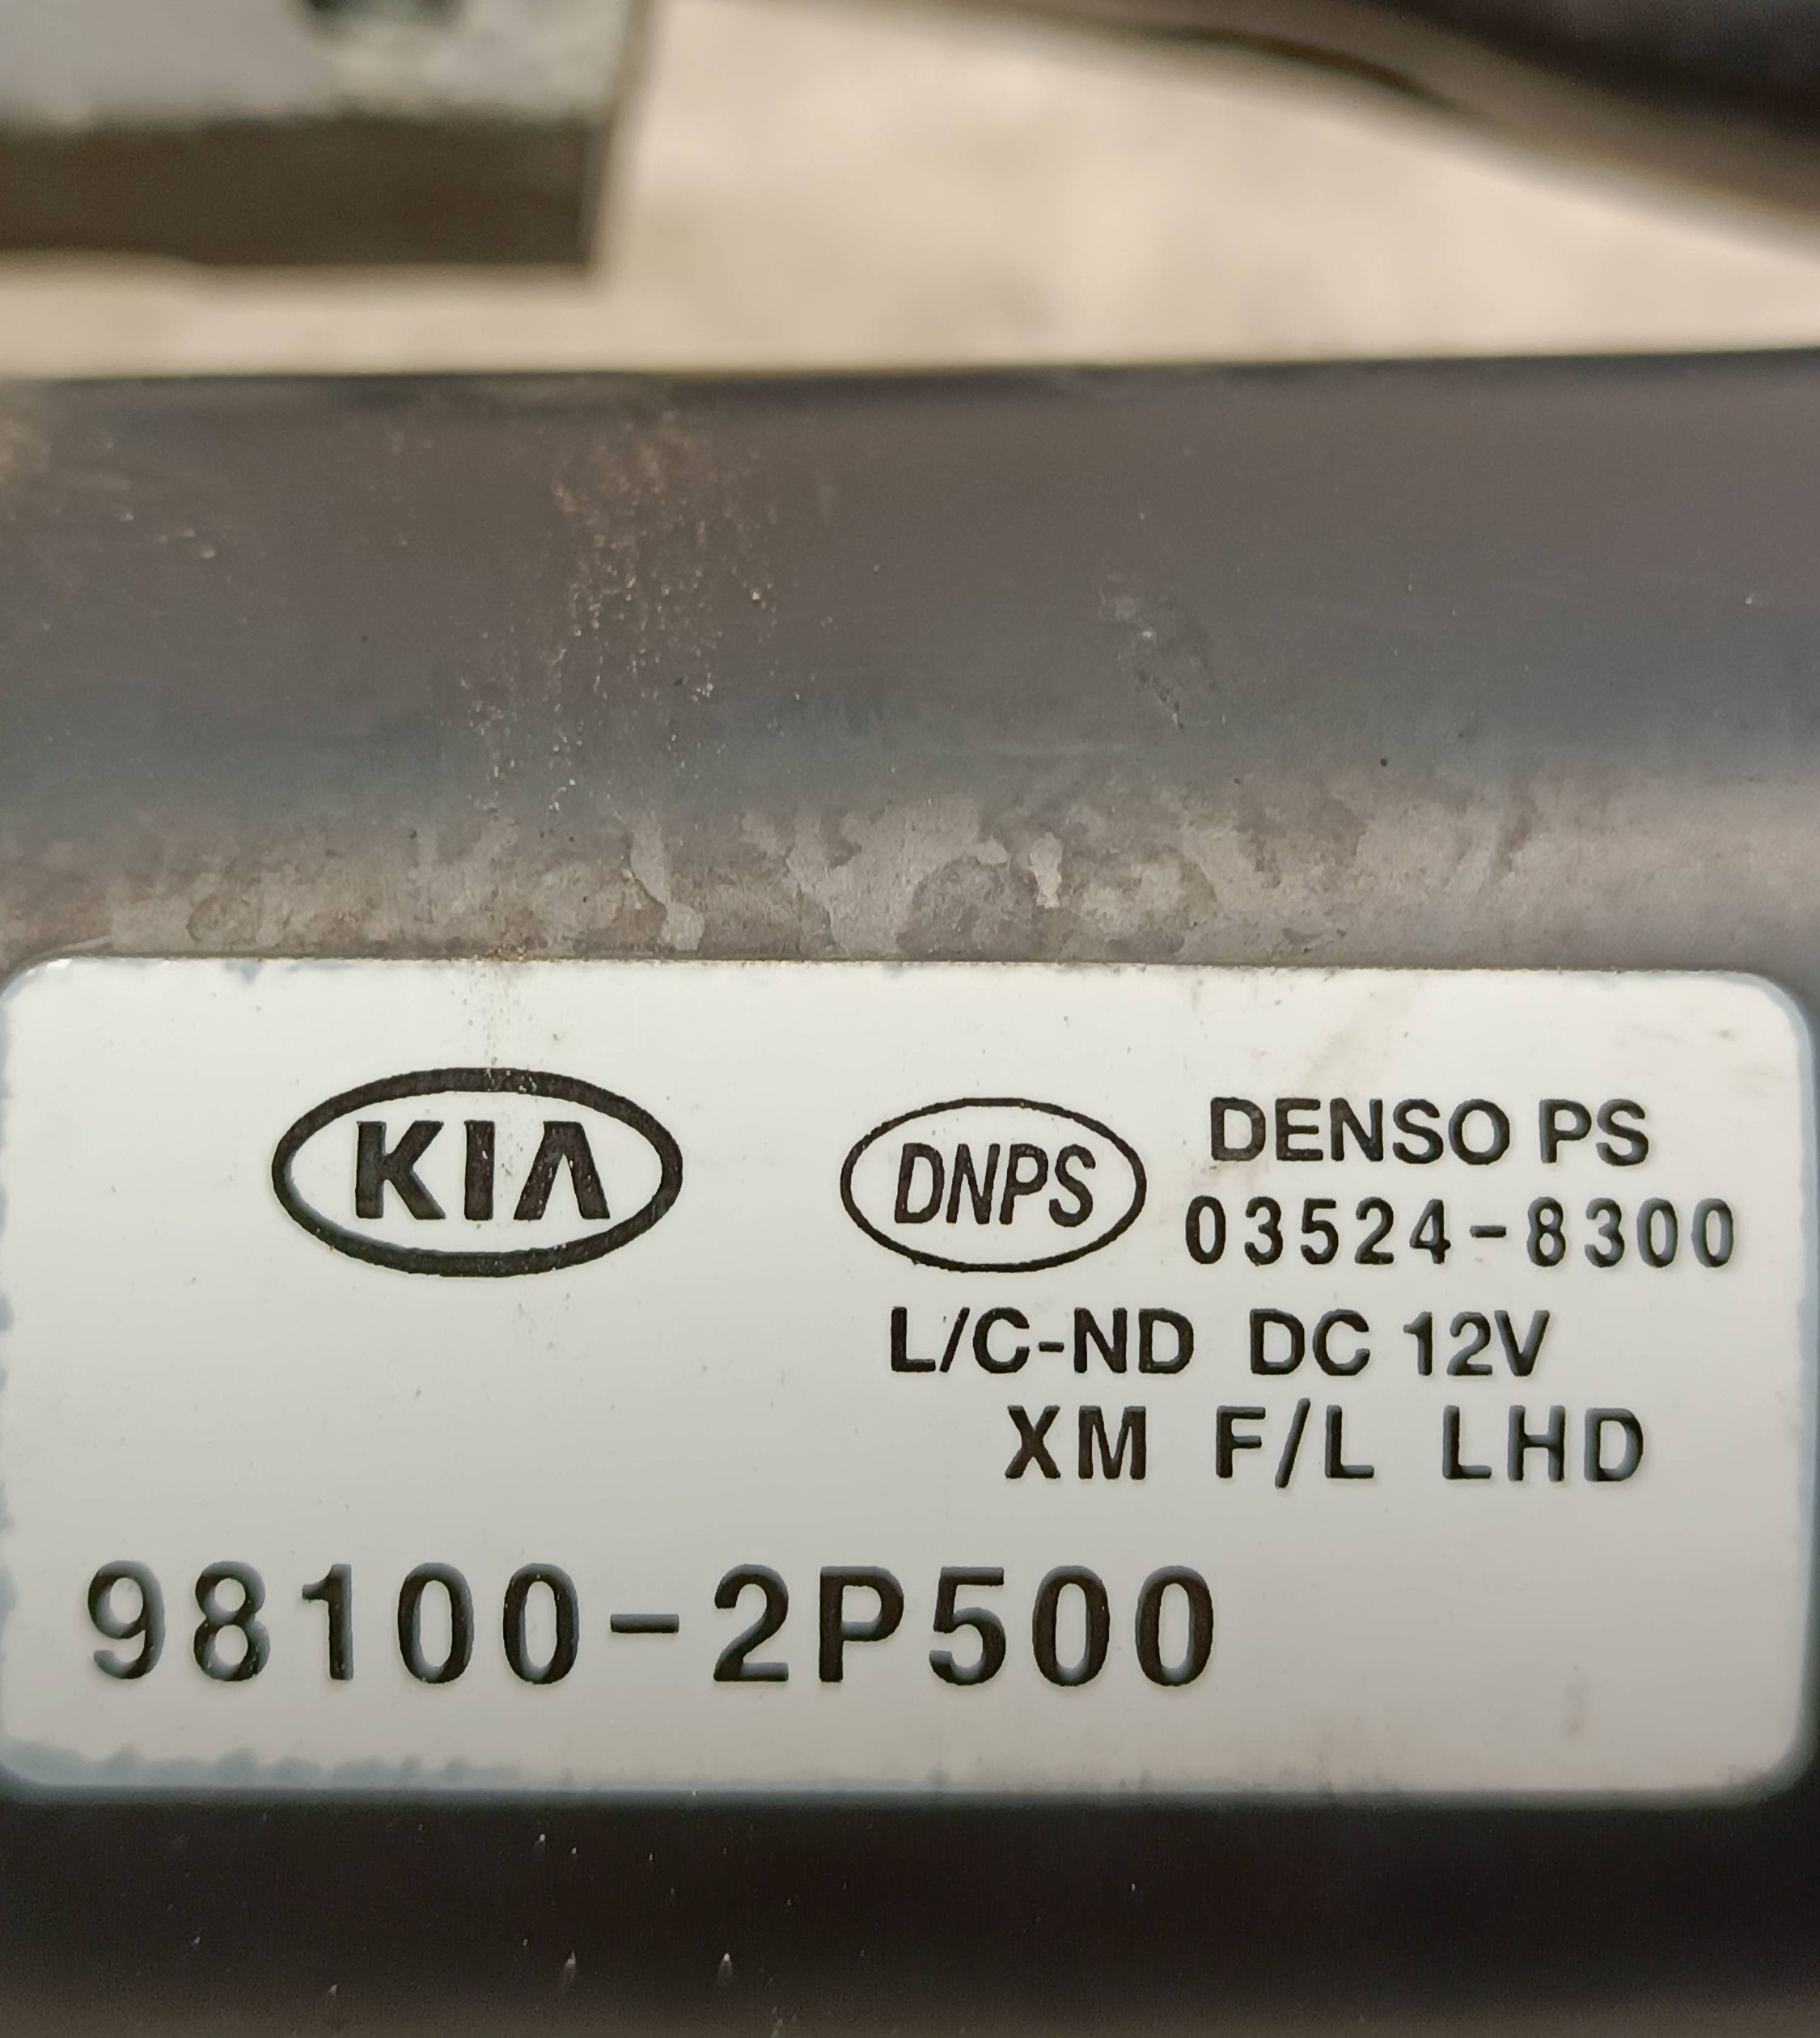 KIA
DNPS
DENSO PS
03524-8300
L/C-ND DC 12V
XM F/L LHD
98100-2P500